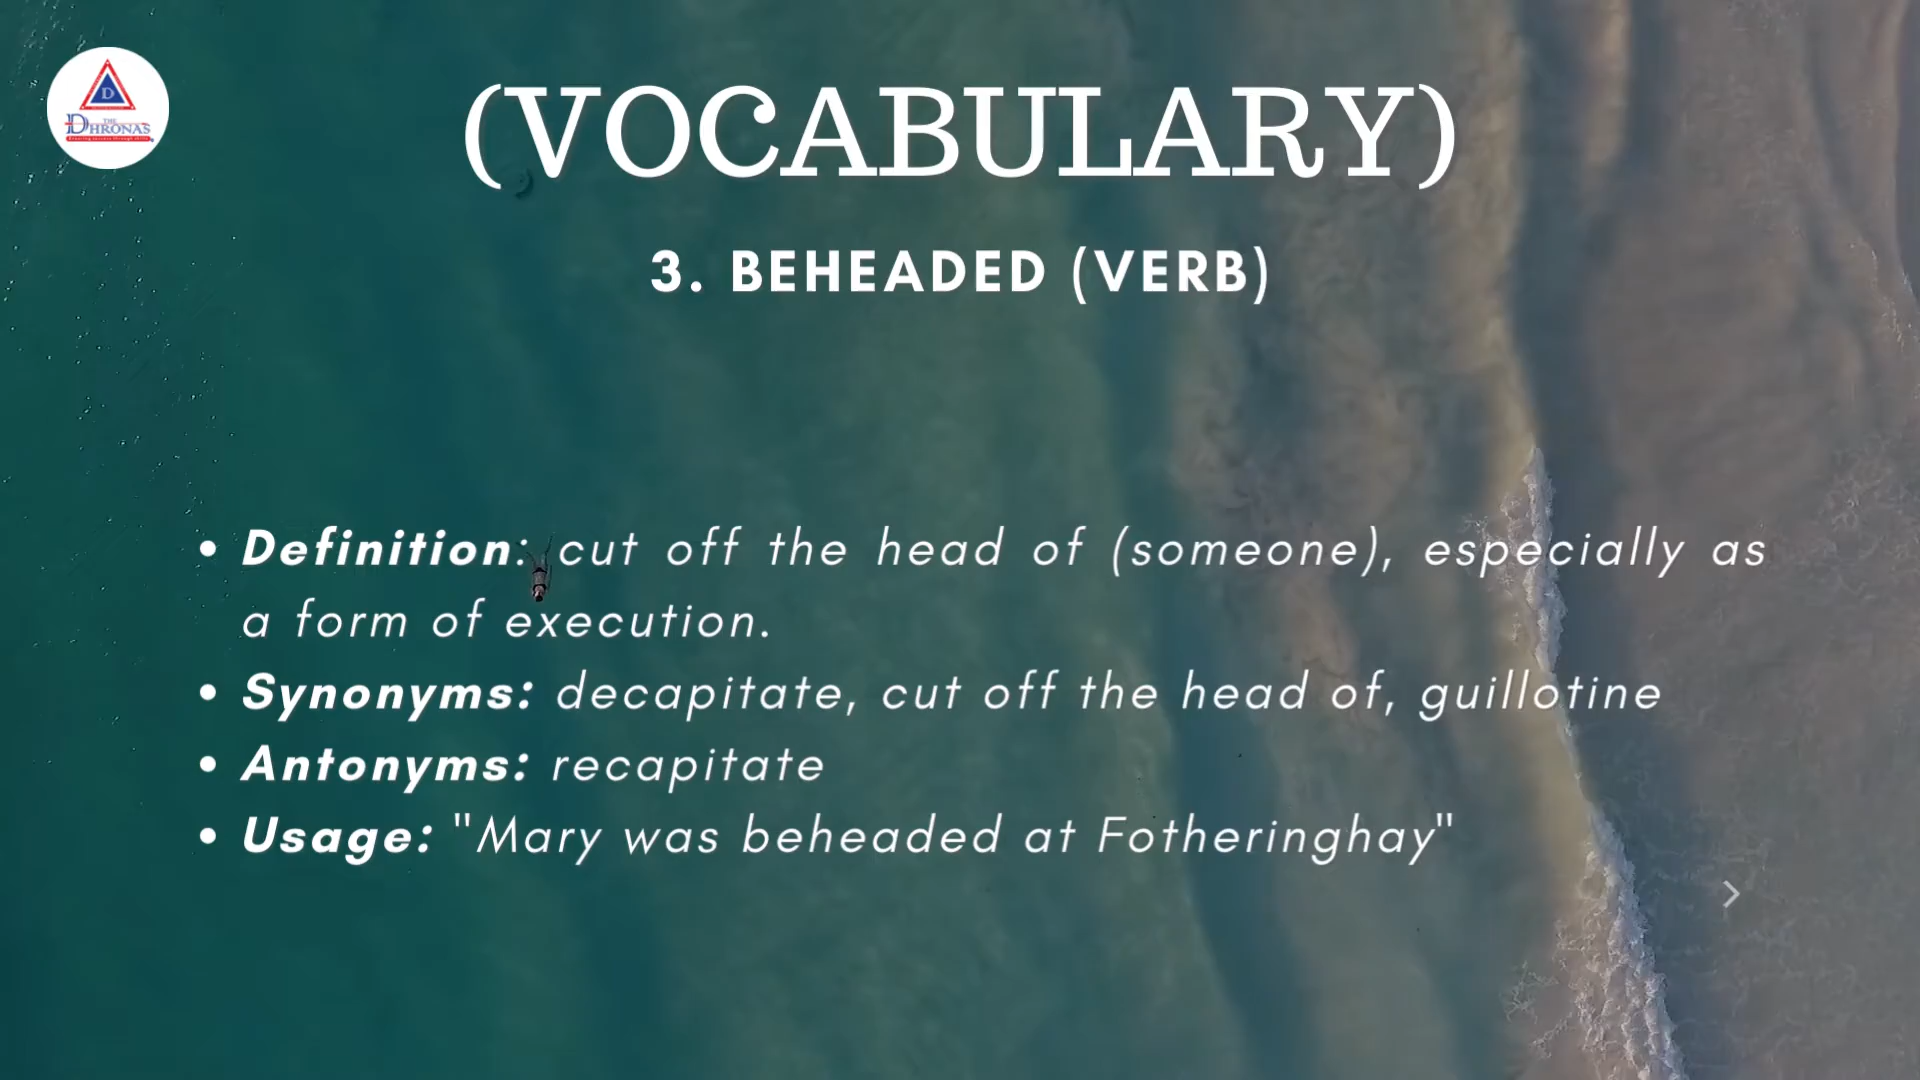 D
THE
DHRONAS
(VOCABULARY)
3. BEHEADED (VERB)
• Definition: cut off the head of (someone), especially as
a form of execution.
• Synonyms: decapitate, cut off the head of, guillotine
• Antonyms: recapitate
• Usage: "Mary was beheaded at Fotheringhay"